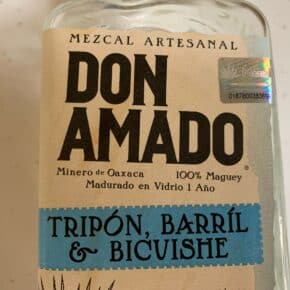 MEZCAL ARTESANAL
DON
AMADO
Minero de Oaxaca 100% Maguey
Madurado en Vidrio 1 Año
TRIPÓN, BARRÍL
& BICUISHE